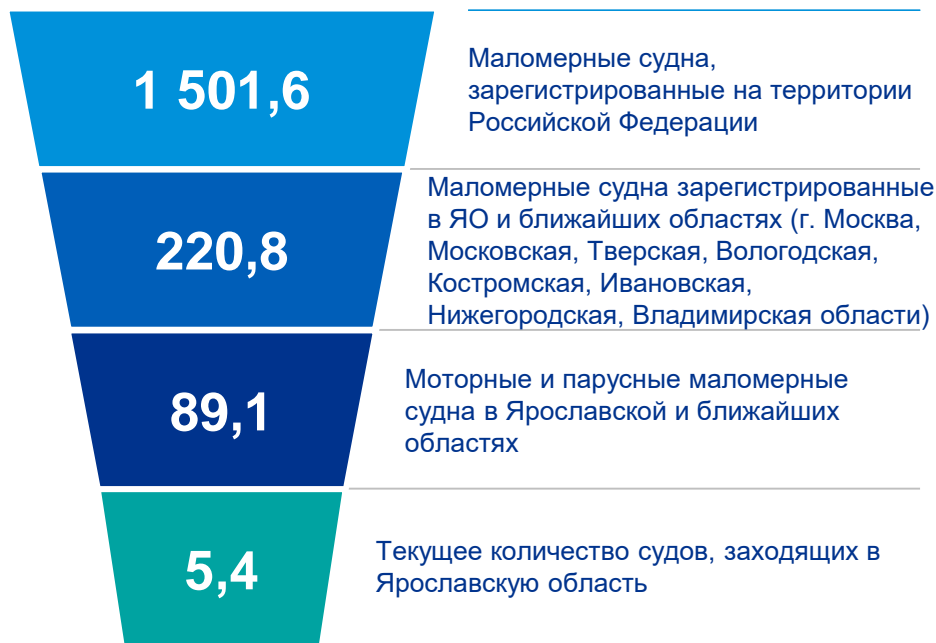 1 501,6
Маломерные судна,
зарегистрированные на территории
Российской Федерации
220,8
Маломерные судна зарегистрированные
в ЯО и ближайших областях (г. Москва,
Московская, Тверская, Вологодская,
Костромская, Ивановская,
Нижегородская, Владимирская области)
89,1
Моторные и парусные маломерные
судна в Ярославской и ближайших
областях
5,4
Текущее количество судов, заходящих в
Ярославскую область